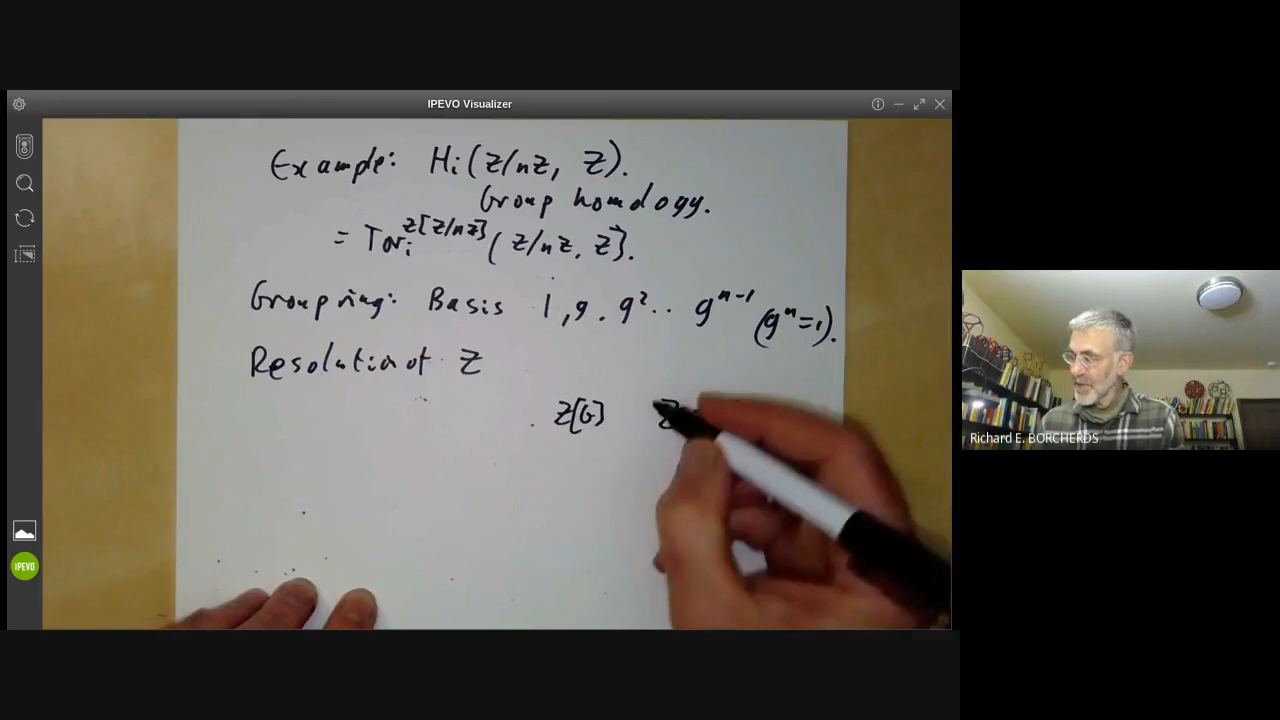 IPEVO Visualizer
Example: Hi(Z/nZ, Z).
Group homology.
= Tor_i^{Z[Z/nZ]}(Z/nZ, Z).
Group ring: Basis 1, g, g².. g^{n-1} (g^n=1).
Resolution of Z
Z[G] Z
Richard E. BORCHERDS
IPEVO